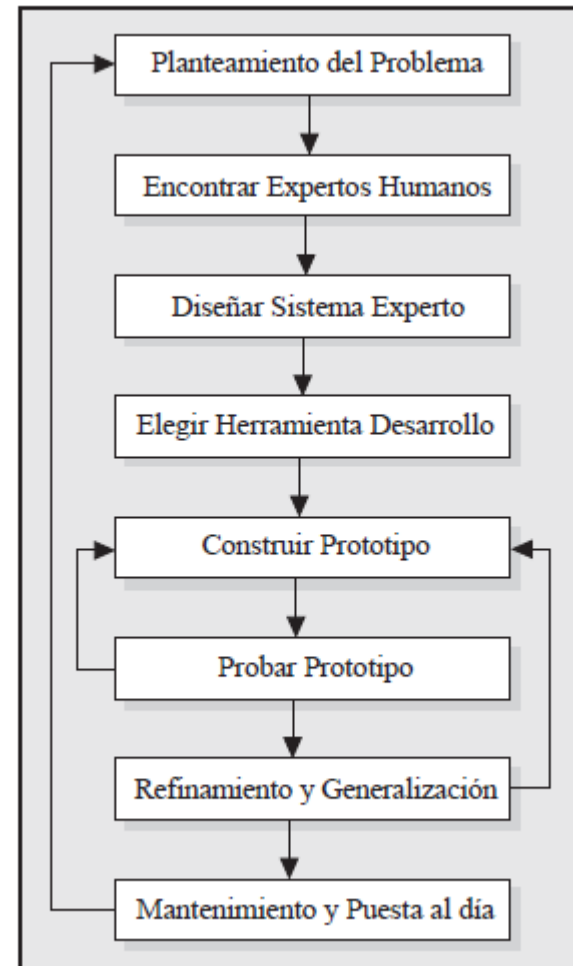 Planteamiento del Problema
Encontrar Expertos Humanos
Diseñar Sistema Experto
Elegir Herramienta Desarrollo
Construir Prototipo
Probar Prototipo
Refinamiento y Generalización
Mantenimiento y Puesta al día